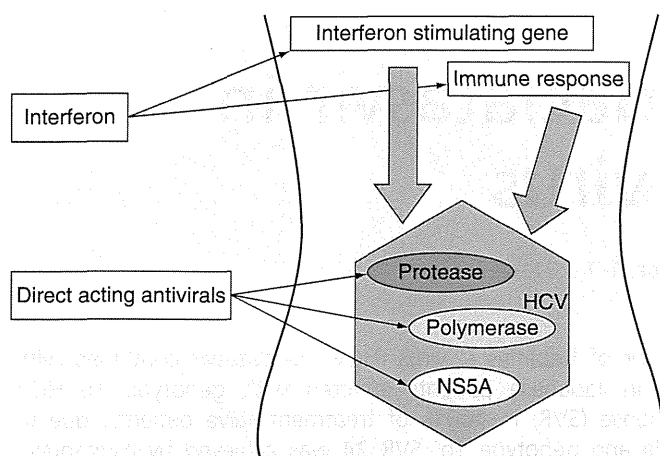 Interferon stimulating gene
Immune response
Interferon
Protease
Direct acting antivirals
HCV
Polymerase
NS5A